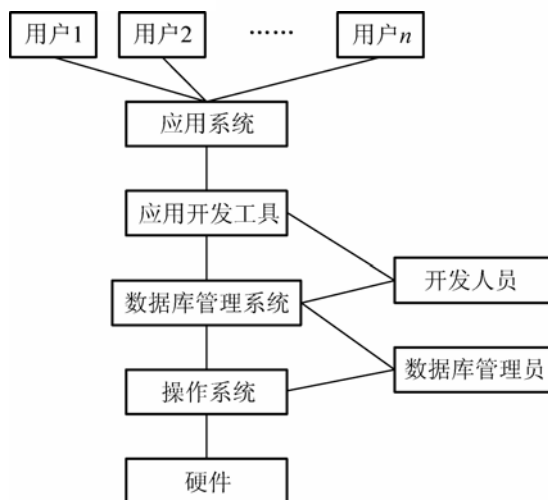 用户1 用户2 …… 用户n
应用系统
应用开发工具
开发人员
数据库管理系统
数据库管理员
操作系统
硬件